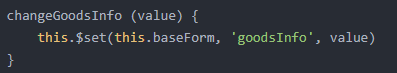 changeGoodsInfo (value) {
    this.$set(this.baseForm, 'goodsInfo', value)
}